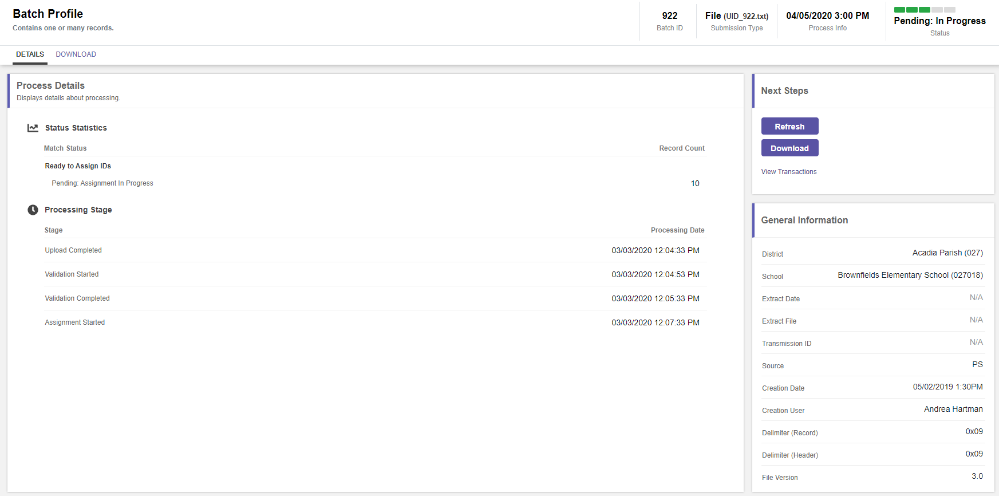 Batch Profile
Contains one or many records.
922
Batch ID
File (UID_922.txt)
Submission Type
04/05/2020 3:00 PM
Process Info
Pending: In Progress
Status
DETAILS DOWNLOAD
Process Details
Displays details about processing.
Status Statistics
Match Status Record Count
Ready to Assign IDs
Pending: Assignment In Progress 10
Processing Stage
Stage Processing Date
Upload Completed 03/03/2020 12:04:33 PM
Validation Started 03/03/2020 12:04:53 PM
Validation Completed 03/03/2020 12:05:33 PM
Assignment Started 03/03/2020 12:07:33 PM
Next Steps
Refresh
Download
View Transactions
General Information
District Acadia Parish (027)
School Brownfields Elementary School (027018)
Extract Date N/A
Extract File N/A
Transmission ID N/A
Source PS
Creation Date 05/02/2019 1:30PM
Creation User Andrea Hartman
Delimiter (Record) 0x09
Delimiter (Header) 0x09
File Version 3.0